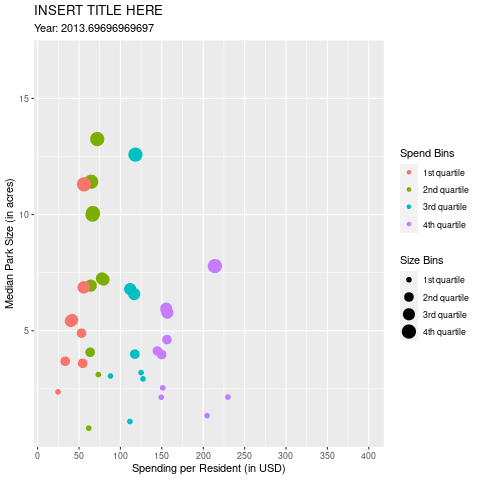 INSERT TITLE HERE
Year: 2013.69696969697
15
10
5
Median Park Size (in acres)
0 50 100 150 200 250 300 350 400
Spending per Resident (in USD)
Spend Bins
1st quartile
2nd quartile
3rd quartile
4th quartile
Size Bins
1st quartile
2nd quartile
3rd quartile
4th quartile